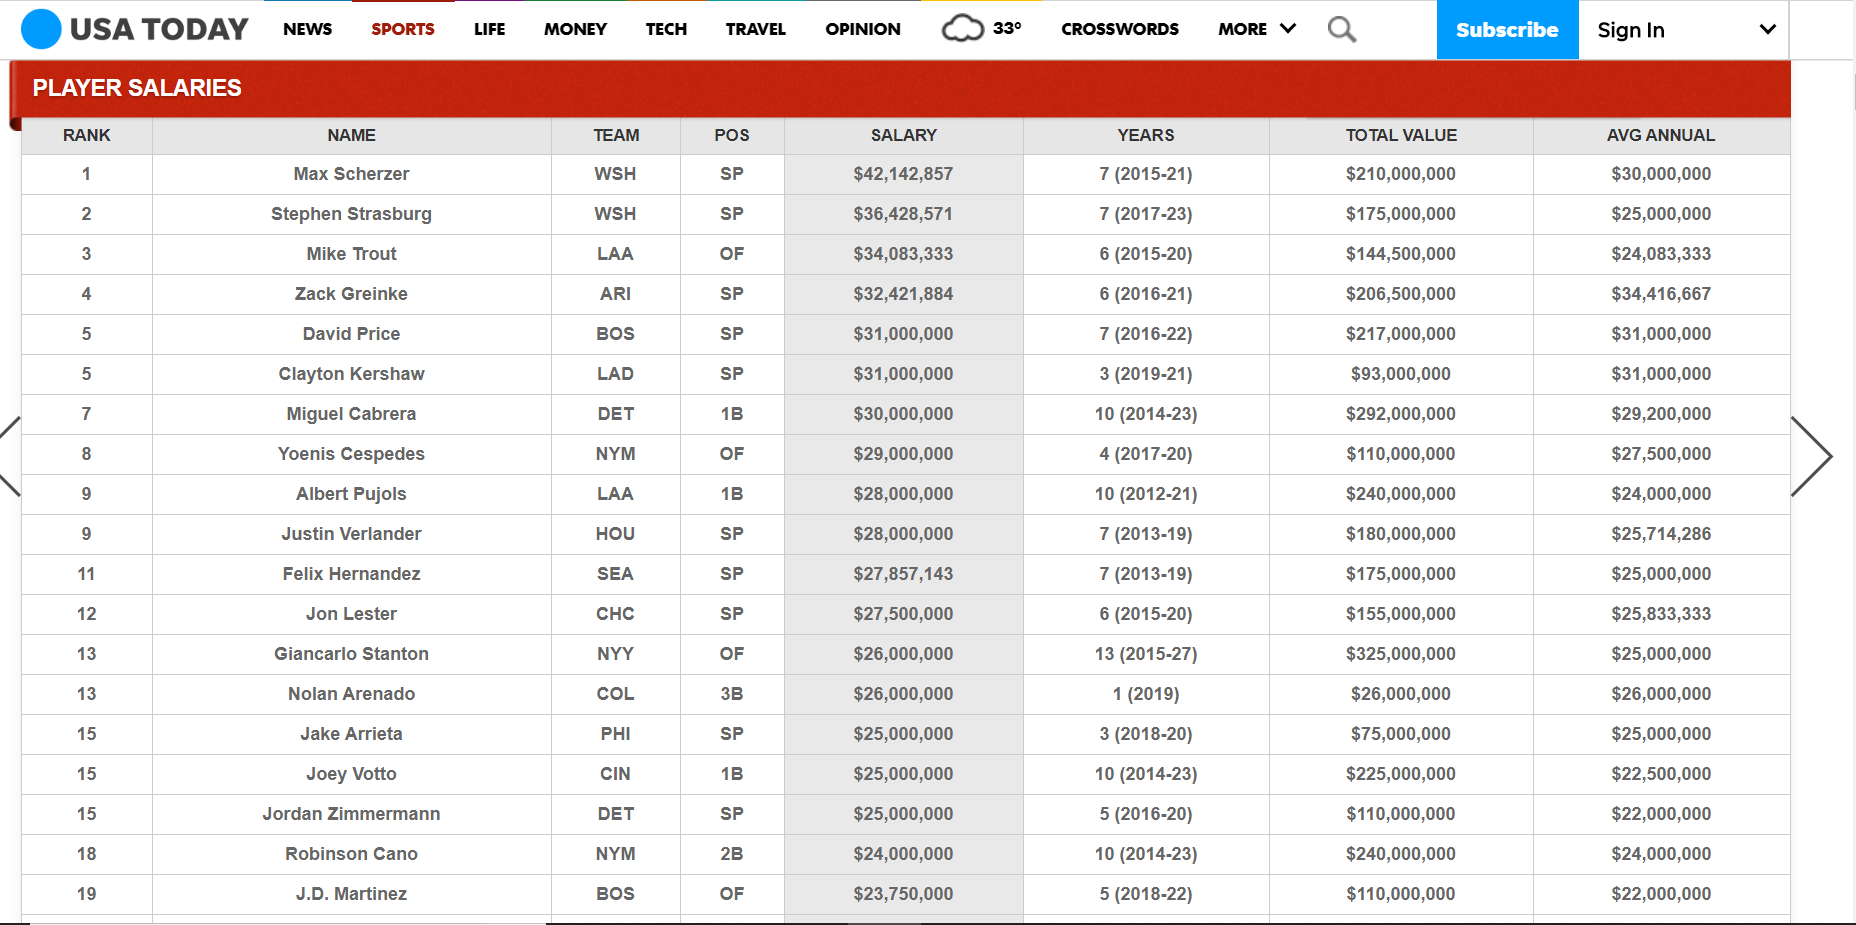 USA TODAY NEWS SPORTS LIFE MONEY TECH TRAVEL OPINION 33° CROSSWORDS MORE Subscribe Sign In
PLAYER SALARIES
RANK NAME TEAM POS SALARY YEARS TOTAL VALUE AVG ANNUAL
1 Max Scherzer WSH SP $42,142,857 7 (2015-21) $210,000,000 $30,000,000
2 Stephen Strasburg WSH SP $36,428,571 7 (2017-23) $175,000,000 $25,000,000
3 Mike Trout LAA OF $34,083,333 6 (2015-20) $144,500,000 $24,083,333
4 Zack Greinke ARI SP $32,421,884 6 (2016-21) $206,500,000 $34,416,667
5 David Price BOS SP $31,000,000 7 (2016-22) $217,000,000 $31,000,000
5 Clayton Kershaw LAD SP $31,000,000 3 (2019-21) $93,000,000 $31,000,000
7 Miguel Cabrera DET 1B $30,000,000 10 (2014-23) $292,000,000 $29,200,000
8 Yoenis Cespedes NYM OF $29,000,000 4 (2017-20) $110,000,000 $27,500,000
9 Albert Pujols LAA 1B $28,000,000 10 (2012-21) $240,000,000 $24,000,000
9 Justin Verlander HOU SP $28,000,000 7 (2013-19) $180,000,000 $25,714,286
11 Felix Hernandez SEA SP $27,857,143 7 (2013-19) $175,000,000 $25,000,000
12 Jon Lester CHC SP $27,500,000 6 (2015-20) $155,000,000 $25,833,333
13 Giancarlo Stanton NYY OF $26,000,000 13 (2015-27) $325,000,000 $25,000,000
13 Nolan Arenado COL 3B $26,000,000 1 (2019) $26,000,000 $26,000,000
15 Jake Arrieta PHI SP $25,000,000 3 (2018-20) $75,000,000 $25,000,000
15 Joey Votto CIN 1B $25,000,000 10 (2014-23) $225,000,000 $22,500,000
15 Jordan Zimmermann DET SP $25,000,000 5 (2016-20) $110,000,000 $22,000,000
18 Robinson Cano NYM 2B $24,000,000 10 (2014-23) $240,000,000 $24,000,000
19 J.D. Martinez BOS OF $23,750,000 5 (2018-22) $110,000,000 $22,000,000